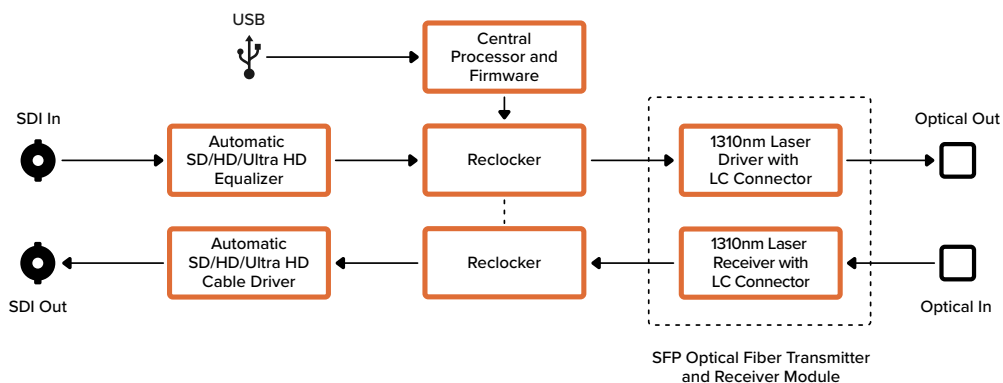 USB
Central
Processor and
Firmware
SDI In
Automatic
SD/HD/Ultra HD
Equalizer
Reclocker
1310nm Laser
Driver with
LC Connector
Optical Out
SDI Out
Automatic
SD/HD/Ultra HD
Cable Driver
Reclocker
1310nm Laser
Receiver with
LC Connector
Optical In
SFP Optical Fiber Transmitter
and Receiver Module